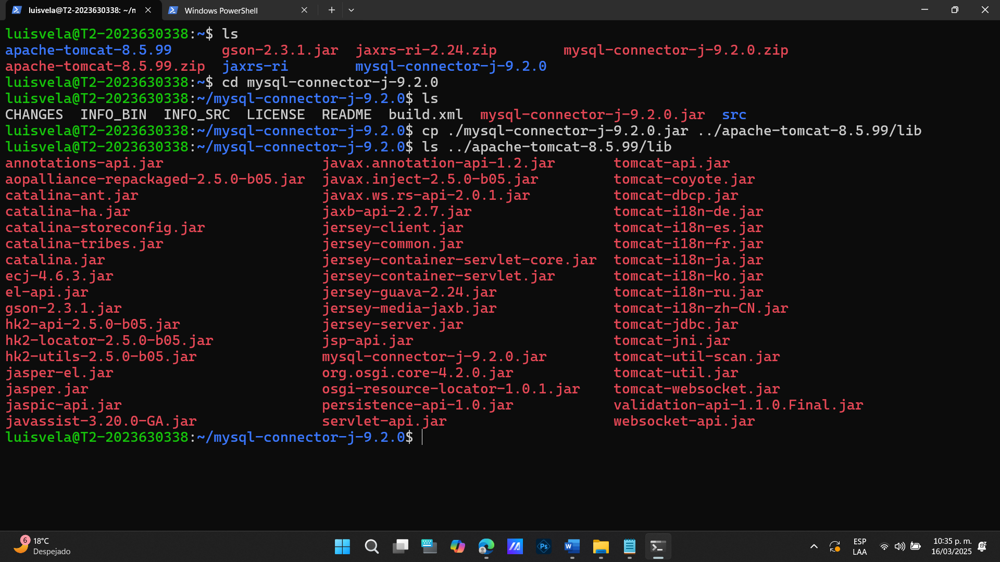 luisvela@T2-2023630338: ~/n
Windows PowerShell
luisvela@T2-2023630338:~$ ls
apache-tomcat-8.5.99      gson-2.3.1.jar  jaxrs-ri-2.24.zip        mysql-connector-j-9.2.0.zip
apache-tomcat-8.5.99.zip  jaxrs-ri        mysql-connector-j-9.2.0
luisvela@T2-2023630338:~$ cd mysql-connector-j-9.2.0
luisvela@T2-2023630338:~/mysql-connector-j-9.2.0$ ls
CHANGES  INFO_BIN  INFO_SRC  LICENSE  README  build.xml  mysql-connector-j-9.2.0.jar  src
luisvela@T2-2023630338:~/mysql-connector-j-9.2.0$ cp ./mysql-connector-j-9.2.0.jar ../apache-tomcat-8.5.99/lib
luisvela@T2-2023630338:~/mysql-connector-j-9.2.0$ ls ../apache-tomcat-8.5.99/lib
annotations-api.jar                   javax.annotation-api-1.2.jar       tomcat-api.jar
aopalliance-repackaged-2.5.0-b05.jar  javax.inject-2.5.0-b05.jar         tomcat-coyote.jar
catalina-ant.jar                      javax.ws.rs-api-2.0.1.jar          tomcat-dbcp.jar
catalina-ha.jar                       jaxb-api-2.2.7.jar                 tomcat-i18n-de.jar
catalina-storeconfig.jar              jersey-client.jar                  tomcat-i18n-es.jar
catalina-tribes.jar                   jersey-common.jar                  tomcat-i18n-fr.jar
catalina.jar                          jersey-container-servlet-core.jar  tomcat-i18n-ja.jar
ecj-4.6.3.jar                         jersey-container-servlet.jar       tomcat-i18n-ko.jar
el-api.jar                            jersey-guava-2.24.jar              tomcat-i18n-ru.jar
gson-2.3.1.jar                        jersey-media-jaxb.jar              tomcat-i18n-zh-CN.jar
hk2-api-2.5.0-b05.jar                 jersey-server.jar                  tomcat-jdbc.jar
hk2-locator-2.5.0-b05.jar             jsp-api.jar                        tomcat-jni.jar
hk2-utils-2.5.0-b05.jar               mysql-connector-j-9.2.0.jar        tomcat-util-scan.jar
jasper-el.jar                         org.osgi.core-4.2.0.jar            tomcat-util.jar
jasper.jar                            osgi-resource-locator-1.0.1.jar    tomcat-websocket.jar
jaspic-api.jar                        persistence-api-1.0.jar            validation-api-1.1.0.Final.jar
javassist-3.20.0-GA.jar               servlet-api.jar                    websocket-api.jar
luisvela@T2-2023630338:~/mysql-connector-j-9.2.0$
6
18°C
Despejado
Ps
W
ESP
LAA
10:35 p. m.
16/03/2025